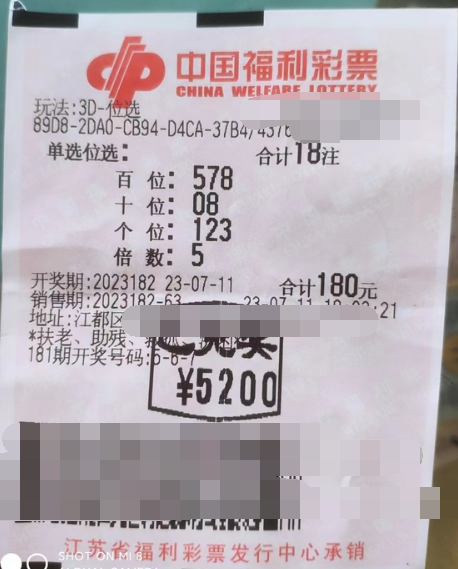 中国福利彩票
CHINA WELFARE LOTTERY
玩法:3D-位选
89D8-2DA0-CB94-D4CA-37B4/4376
单选位选: 合计18注
百 位: 578
十 位: 08
个 位: 123
倍 数: 5
开奖期:2023182 23-07-11 合计180元
销售期:2023182-63 23-07-11 :21
地址:江都区
*扶老、助残、
181期开奖号码:6-6-7
¥5200
SHOT ON MI 8
江苏省福利彩票发行中心承销